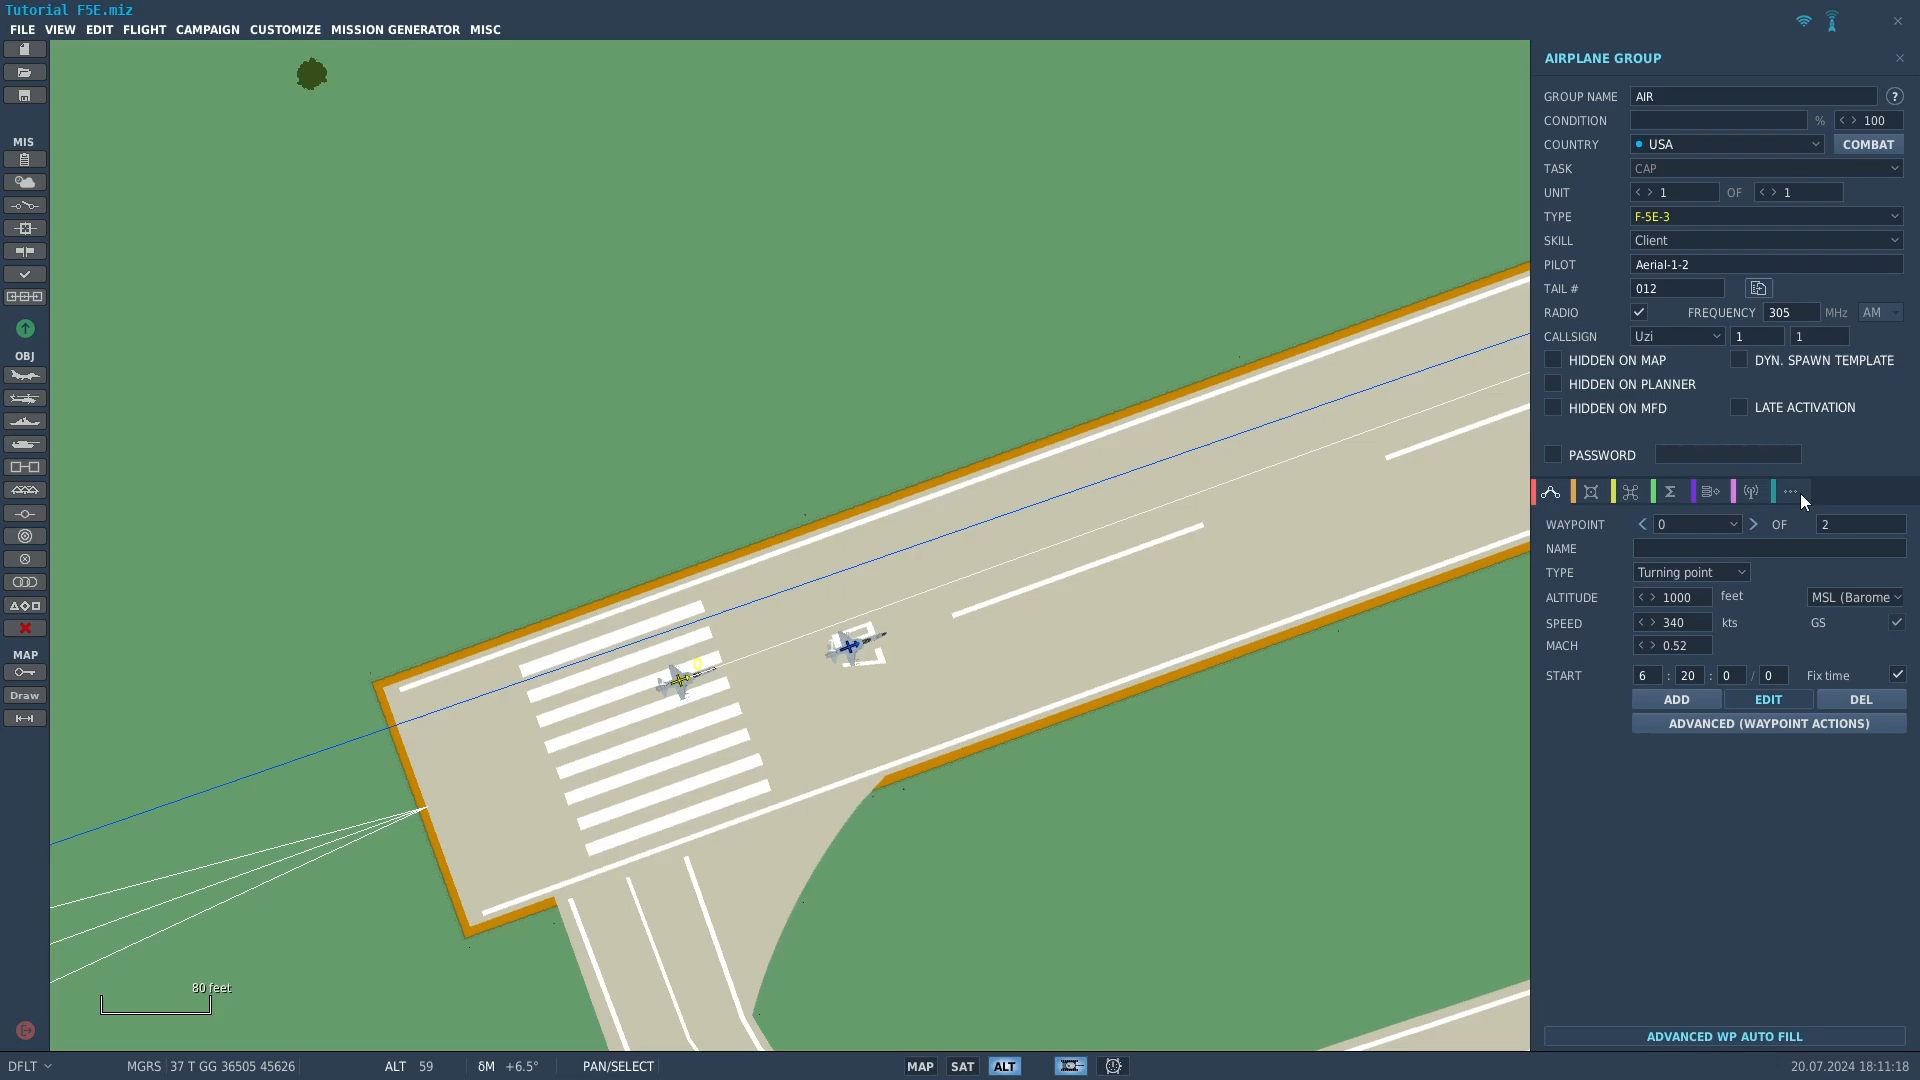 Tutorial F5E.miz
FILE VIEW EDIT FLIGHT CAMPAIGN CUSTOMIZE MISSION GENERATOR MISC
MIS
OBJ
MAP
Draw
0
80 feet
AIRPLANE GROUP
GROUP NAME AIR ?
CONDITION % < > 100
COUNTRY USA COMBAT
TASK CAP
UNIT < > 1 OF < > 1
TYPE F-5E-3
SKILL Client
PILOT Aerial-1-2
TAIL # 012
RADIO FREQUENCY 305 MHz AM
CALLSIGN Uzi 1 1
HIDDEN ON MAP DYN. SPAWN TEMPLATE
HIDDEN ON PLANNER
HIDDEN ON MFD LATE ACTIVATION
PASSWORD
WAYPOINT < 0 > OF 2
NAME
TYPE Turning point
ALTITUDE < > 1000 feet MSL (Barome
SPEED < > 340 kts GS
MACH < > 0.52
START 6 : 20 : 0 / 0 Fix time
ADD EDIT DEL
ADVANCED (WAYPOINT ACTIONS)
ADVANCED WP AUTO FILL
DFLT MGRS 37 T GG 36505 45626 ALT 59 δM +6.5° PAN/SELECT MAP SAT ALT 20.07.2024 18:11:18